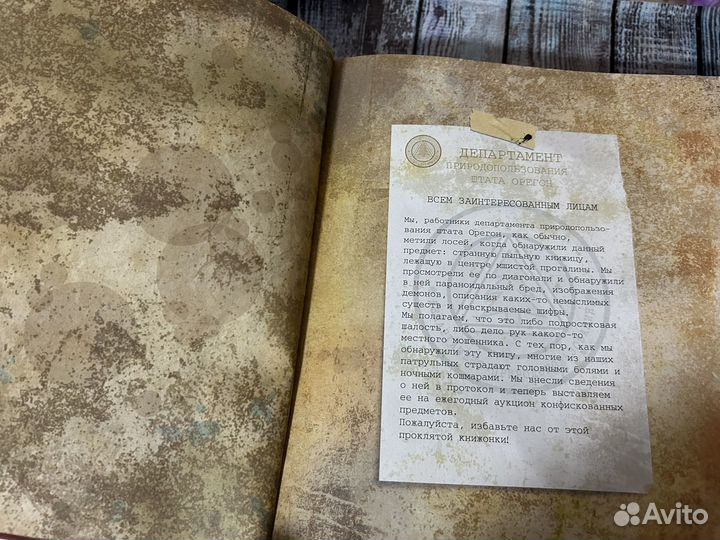 ДЕПАРТАМЕНТ
ПРИРОДОПОЛЬЗОВАНИЯ
ШТАТА ОРЕГОН
ВСЕМ ЗАИНТЕРЕСОВАННЫМ ЛИЦАМ
Мы, работники департамента природопользо-
вания штата Орегон, как обычно,
метили лосей, когда обнаружили данный
предмет: странную пыльную книжицу,
лежащую в центре мшистой прогалины. Мы
просмотрели ее по диагонали и обнаружили
в ней параноидальный бред, изображения
демонов, описания каких-то немыслимых
существ и невскрываемые шифры.
Мы полагаем, что это либо подростковая
шалость, либо дело рук какого-то
местного мошенника. С тех пор, как мы
обнаружили эту книгу, многие из наших
патрульных страдают головными болями и
ночными кошмарами. Мы внесли сведения
о ней в протокол и теперь выставляем
ее на ежегодный аукцион конфискованных
предметов.
Пожалуйста, избавьте нас от этой
проклятой книжонки!
Avito